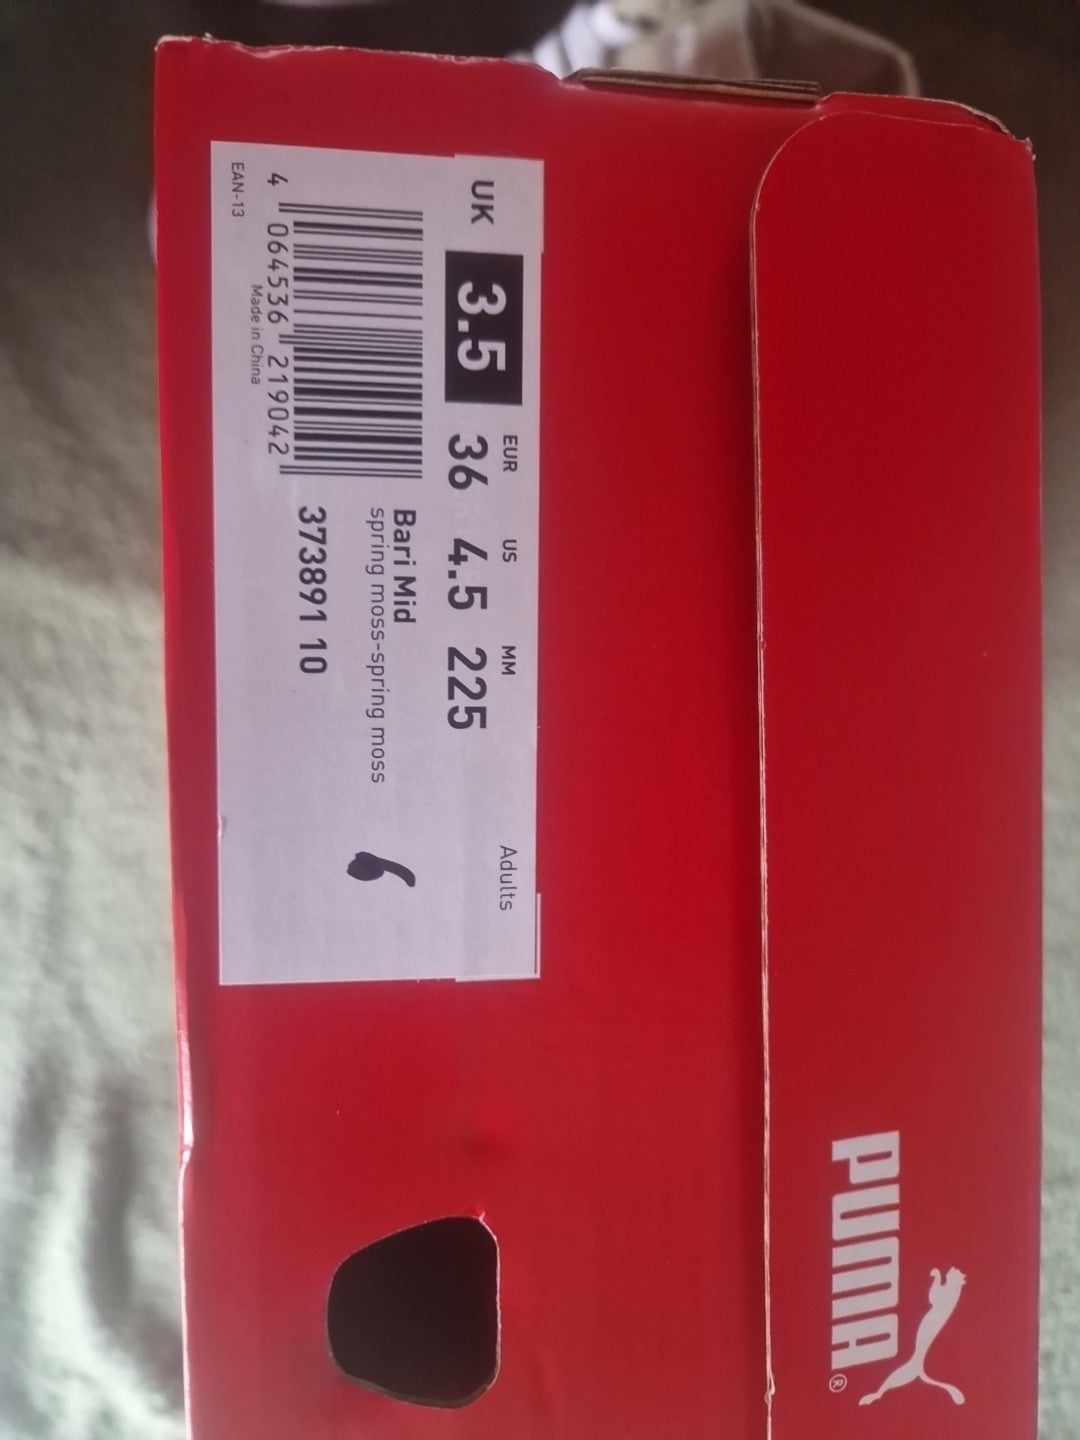 PUMA®
UK 3.5 EUR 36 US 4.5 MM 225 Adults
Bari Mid
spring moss-spring moss
6
373891 10
4 064536 219042
Made in China
EAN-13